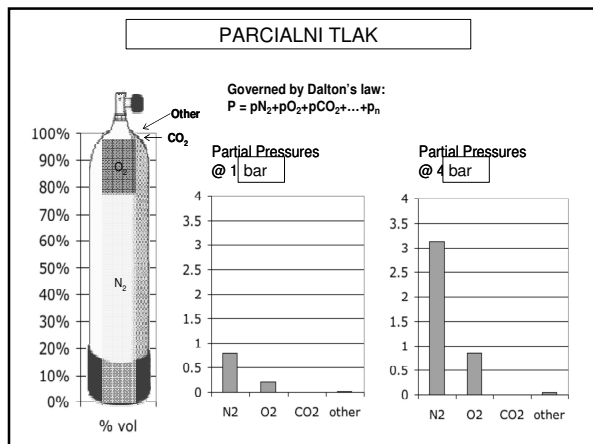 PARCIALNI TLAK
Governed by Dalton's law:
P = pN₂+pO₂+pCO₂+...+pₙ
Other
CO₂
100%
90%
80%
70%
60%
50%
40%
30%
20%
10%
0%
O₂
N₂
% vol
Partial Pressures
@ 1 bar
4
3.5
3
2.5
2
1.5
1
0.5
0
N2 O2 CO2 other
Partial Pressures
@ 4 bar
4
3.5
3
2.5
2
1.5
1
0.5
0
N2 O2 CO2 other